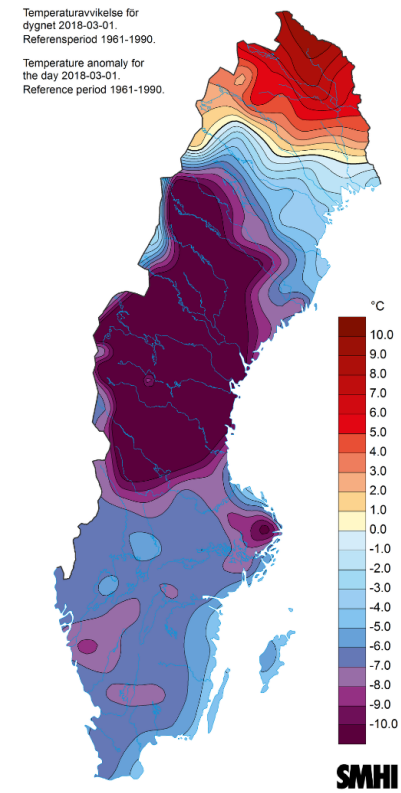 Temperaturavvikelse för
dygnet 2018-03-01.
Referensperiod 1961-1990.
Temperature anomaly for
the day 2018-03-01.
Reference period 1961-1990.
°C
10.0
9.0
8.0
7.0
6.0
5.0
4.0
3.0
2.0
1.0
0.0
-1.0
-2.0
-3.0
-4.0
-5.0
-6.0
-7.0
-8.0
-9.0
-10.0
SMHI